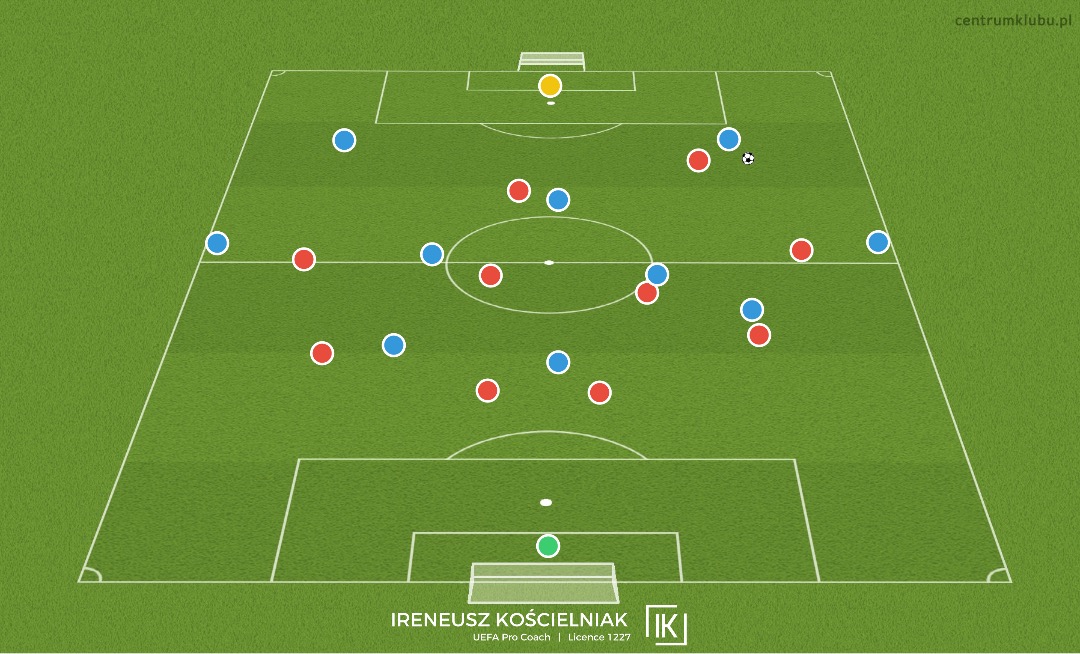 centrumklubu.pl
IRENEUSZ KOŚCIELNIAK
UEFA Pro Coach | Licence 1227
IK